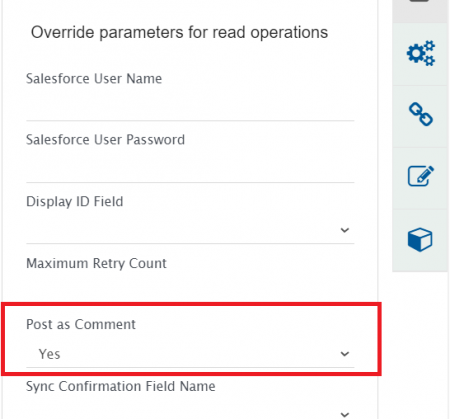 Override parameters for read operations
Salesforce User Name
Salesforce User Password
Display ID Field
Maximum Retry Count
Post as Comment
Yes
Sync Confirmation Field Name